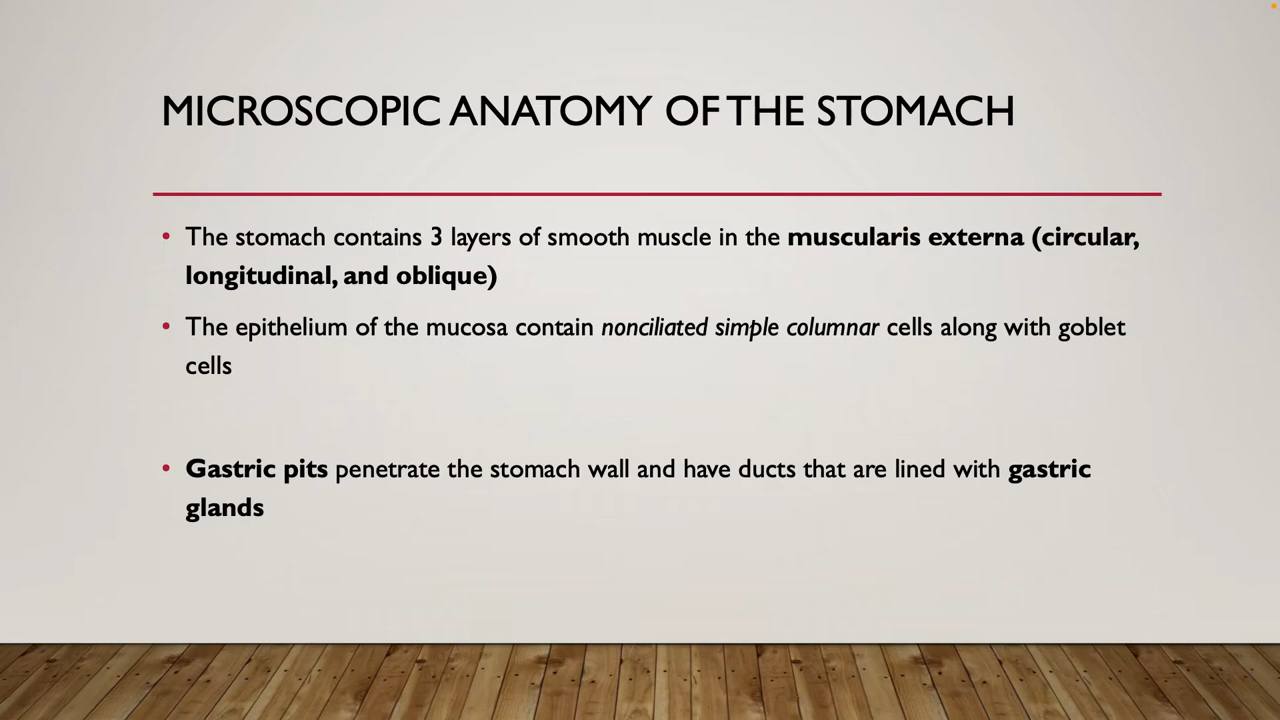 MICROSCOPIC ANATOMY OF THE STOMACH
• The stomach contains 3 layers of smooth muscle in the muscularis externa (circular,
longitudinal, and oblique)
• The epithelium of the mucosa contain nonciliated simple columnar cells along with goblet
cells
• Gastric pits penetrate the stomach wall and have ducts that are lined with gastric
glands